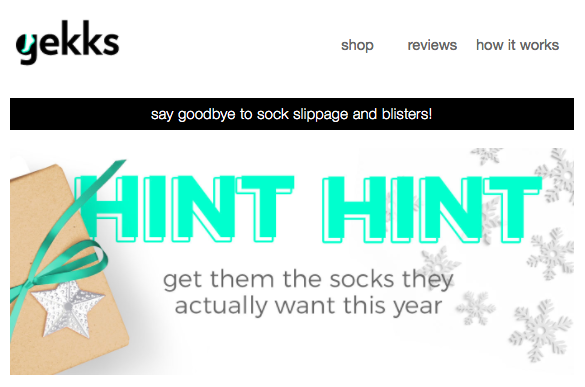 gekks
shop reviews how it works
say goodbye to sock slippage and blisters!
HINT HINT
get them the socks they
actually want this year